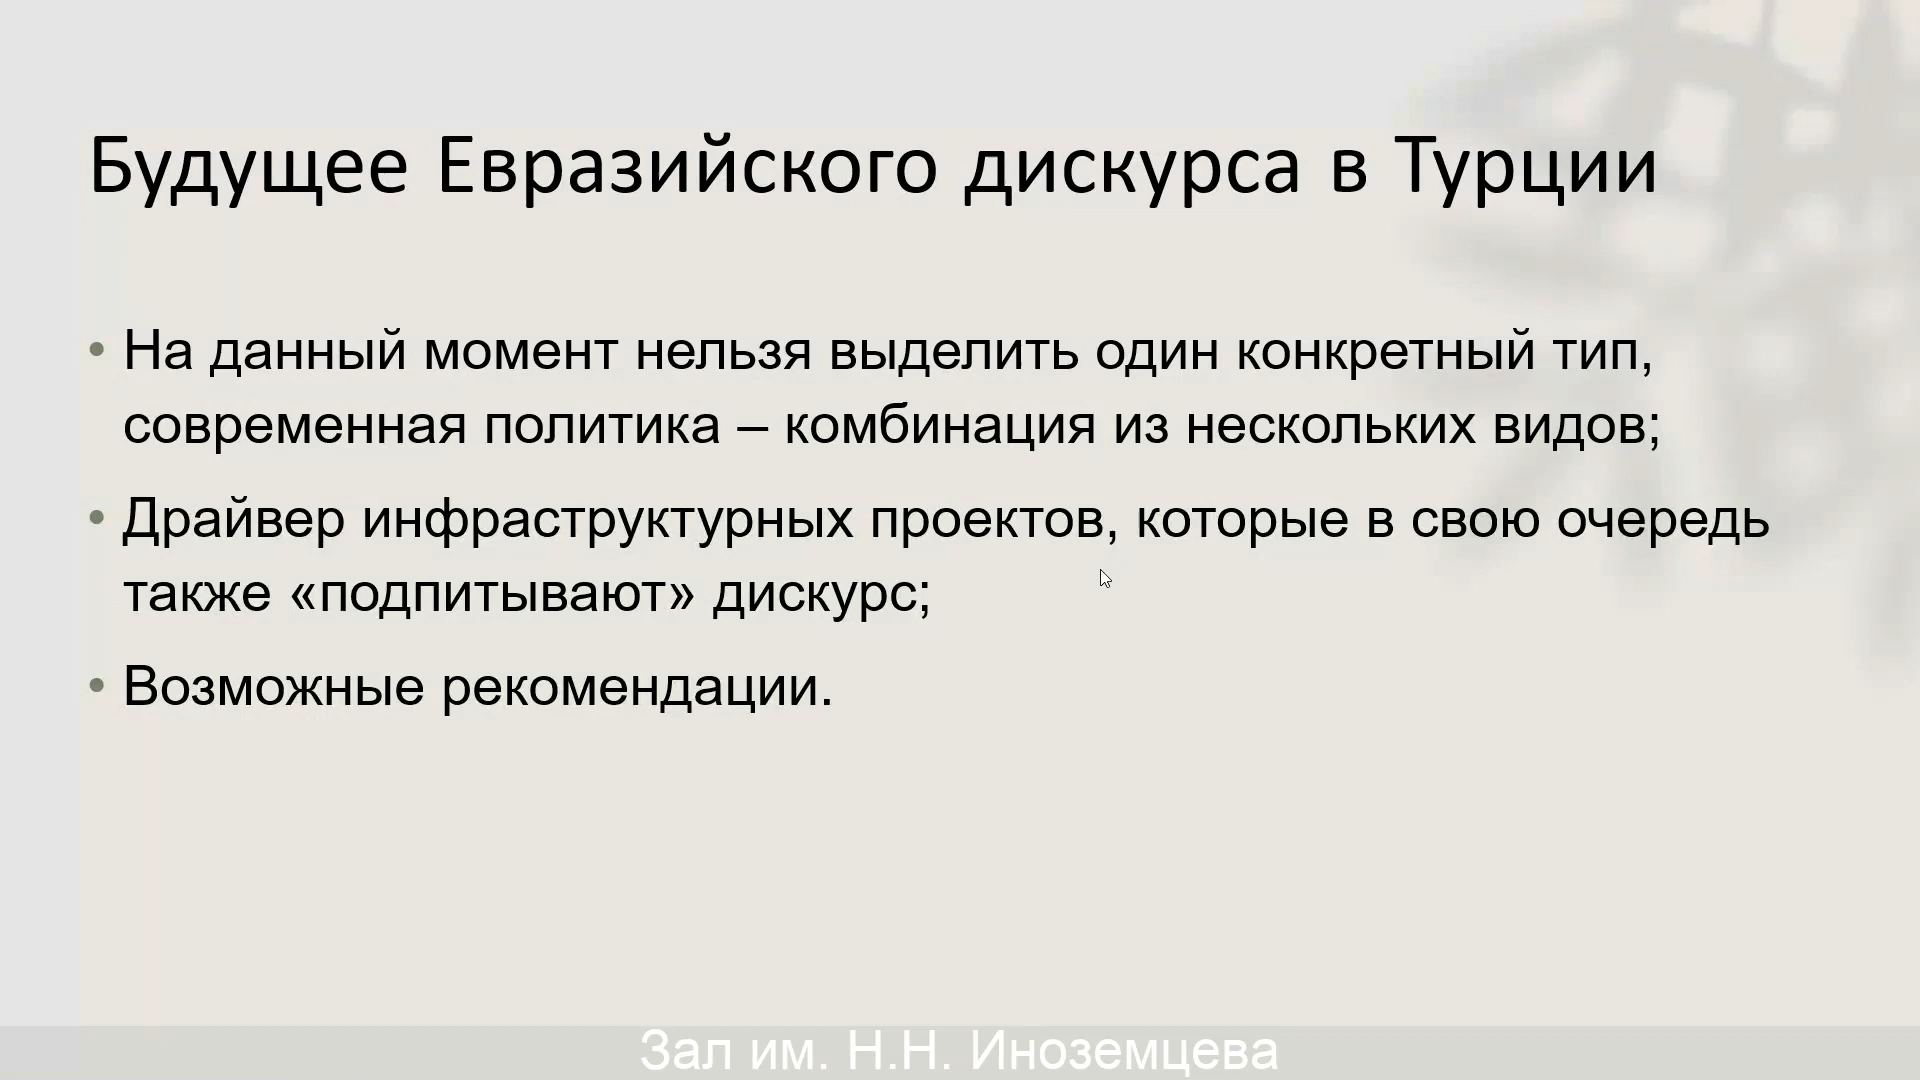 Будущее Евразийского дискурса в Турции
• На данный момент нельзя выделить один конкретный тип,
современная политика – комбинация из нескольких видов;
• Драйвер инфраструктурных проектов, которые в свою очередь
также «подпитывают» дискурс;
• Возможные рекомендации.
Зал им. Н.Н. Иноземцева